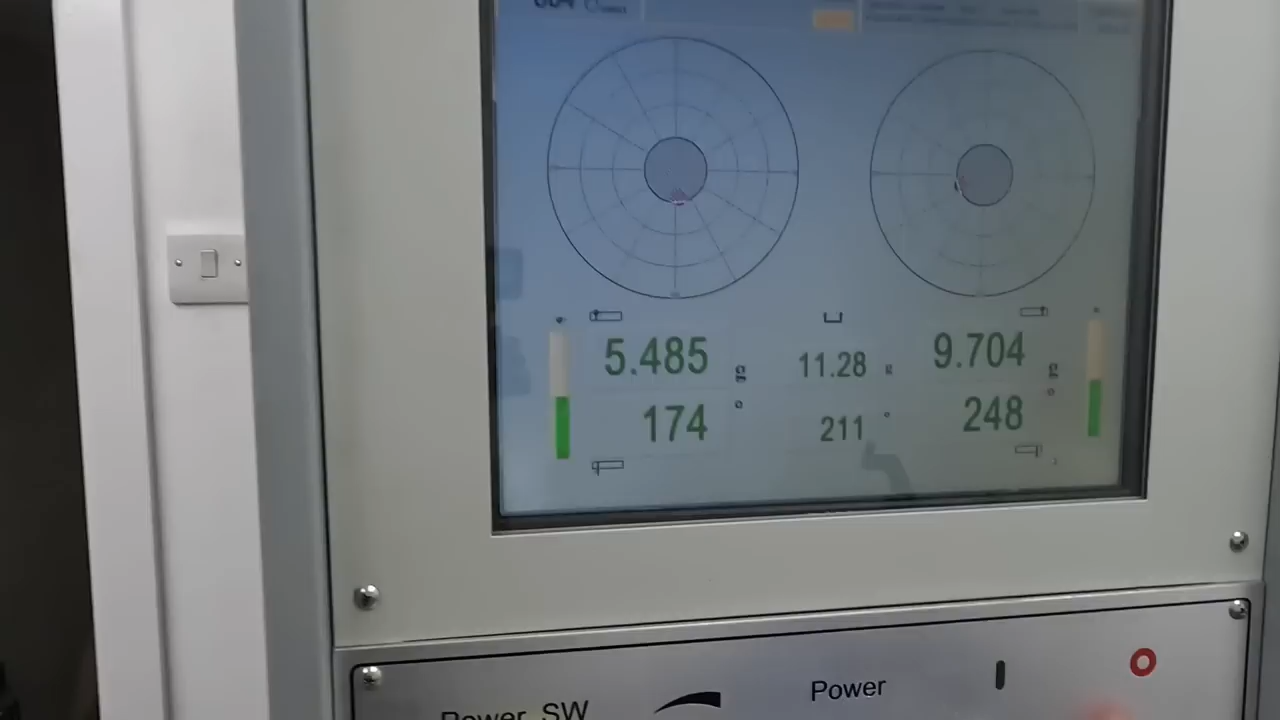 5.485 g 11.28 g 9.704 g
174 ° 211 ° 248 °
Power
Power SW